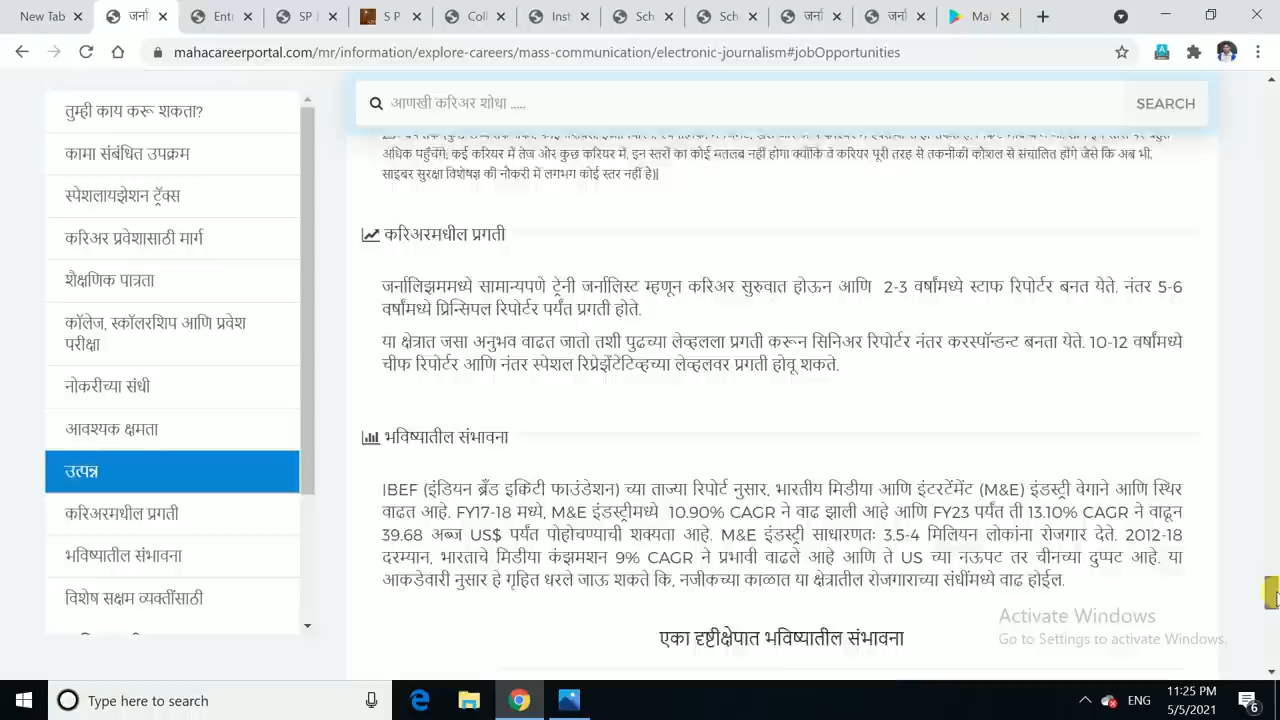 New Tab
जर्ना
Ent
SP J
S P
Coll
Inst
Sch
Sch
जर्ना
जर्ना
Mal
mahacareerportal.com/mr/information/explore-careers/mass-communication/electronic-journalism#jobOpportunities
तुम्ही काय करू शकता?
कामा संबंधित उपक्रम
स्पेशलायझेशन ट्रॅक्स
करिअर प्रवेशासाठी मार्ग
शैक्षणिक पात्रता
कॉलेज, स्कॉलरशिप आणि प्रवेश
परीक्षा
नोकरीच्या संधी
आवश्यक क्षमता
उत्पन्न
करिअरमधील प्रगती
भविष्यातील संभावना
विशेष सक्षम व्यक्तींसाठी
आणखी करिअर शोधा .....
SEARCH
अधिक पहुंचेंगे, कई करियर में तेज और कुछ करियर में, इन स्तरों का कोई मतलब नहीं होगा क्योंकि वे करियर पूरी तरह से तकनीकी कौशल से संचालित होंगे जैसे कि अब भी,
साइबर सुरक्षा विशेषज्ञ की नौकरी में लगभग कोई स्तर नहीं है)|
करिअरमधील प्रगती
जर्नालिझममध्ये सामान्यपणे ट्रेनी जर्नालिस्ट म्हणून करिअर सुरुवात होऊन आणि 2-3 वर्षांमध्ये स्टाफ रिपोर्टर बनत येते, नंतर 5-6
वर्षांमध्ये प्रिन्सिपल रिपोर्टर पर्यंत प्रगती होते.
या क्षेत्रात जसा अनुभव वाढत जातो तशी पुढच्या लेव्हलला प्रगती करून सिनिअर रिपोर्टर नंतर करस्पॉन्डन्ट बनता येते. 10-12 वर्षांमध्ये
चीफ रिपोर्टर आणि नंतर स्पेशल रिप्रेझेंटेटिव्हच्या लेव्हलवर प्रगती होवू शकते.
भविष्यातील संभावना
IBEF (इंडियन ब्रँड इक्विटी फाउंडेशन) च्या ताज्या रिपोर्ट नुसार, भारतीय मिडीया आणि इंटरटेंमेंट (M&E) इंडस्ट्री वेगाने आणि स्थिर
वाढत आहे. FY17-18 मध्ये, M&E इंडस्ट्रीमध्ये 10.90% CAGR ने वाढ झाली आहे आणि FY23 पर्यंत ती 13.10% CAGR ने वाढून
39.68 अब्ज US$ पर्यंत पोहोचण्याची शक्यता आहे. M&E इंडस्ट्री साधारणतः 3.5-4 मिलियन लोकांना रोजगार देते. 2012-18
दरम्यान, भारताचे मिडीया कंझमशन 9% CAGR ने प्रभावी वाढले आहे आणि ते US च्या नऊपट तर चीनच्या दुप्पट आहे. या
आकडेवारी नुसार हे गृहित धरले जाऊ शकते कि, नजीकच्या काळात या क्षेत्रातील रोजगाराच्या संधींमध्ये वाढ होईल.
एका दृष्टीक्षेपात भविष्यातील संभावना
Activate Windows
Go to Settings to activate Windows.
Type here to search
ENG
11:25 PM
5/5/2021
6